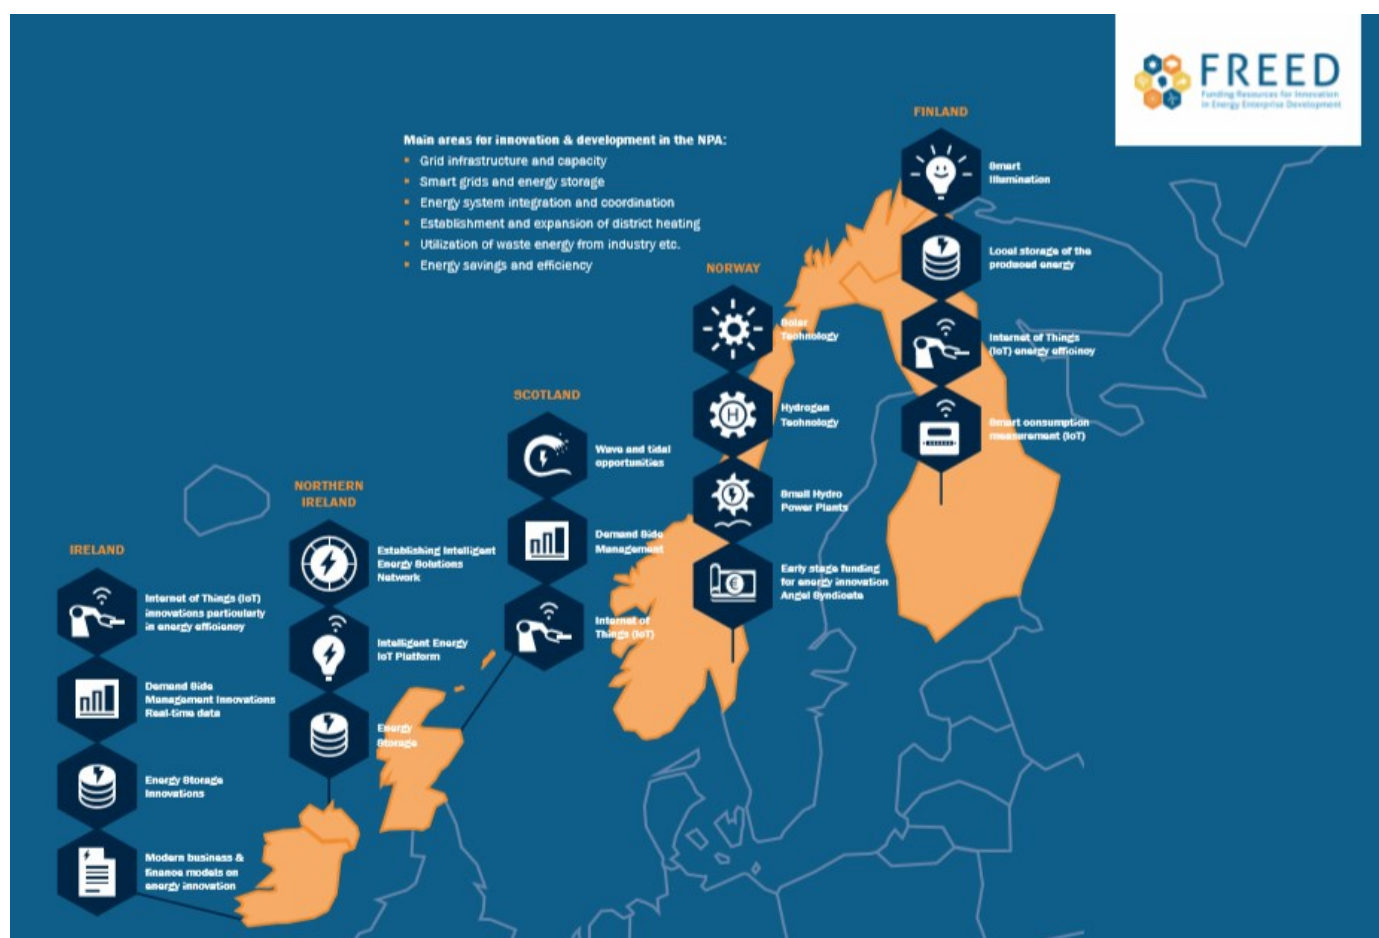 FREED
Funding Resources for Innovation
in Energy Enterprise Development
Main areas for innovation & development in the NPA:
Grid infrastructure and capacity
Smart grids and energy storage
Energy system integration and coordination
Establishment and expansion of district heating
Utilization of waste energy from industry etc.
Energy savings and efficiency
IRELAND
Internet of Things (IoT)
innovations particularly
in energy efficiency
Demand Side
Management Innovations
Real-time data
Energy Storage
Innovations
Modern business &
finance models on
energy innovation
NORTHERN
IRELAND
Establishing Intelligent
Energy Solutions
Network
Intelligent Energy
IoT Platform
Energy
Storage
SCOTLAND
Wave and tidal
opportunities
Demand Side
Management
Internet of
Things (IoT)
NORWAY
Solar
Technology
H
Hydrogen
Technology
Small Hydro
Power Plants
€
Early stage funding
for energy innovation
Angel Syndicate
FINLAND
Smart
Illumination
Local storage of the
produced energy
Internet of Things
(IoT) energy efficincy
Smart consumption
measurement (IoT)